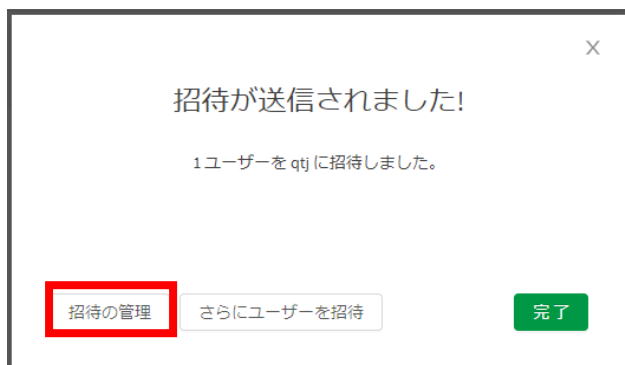 X
招待が送信されました!
1 ユーザーを qtj に招待しました。
招待の管理
さらにユーザーを招待
完了